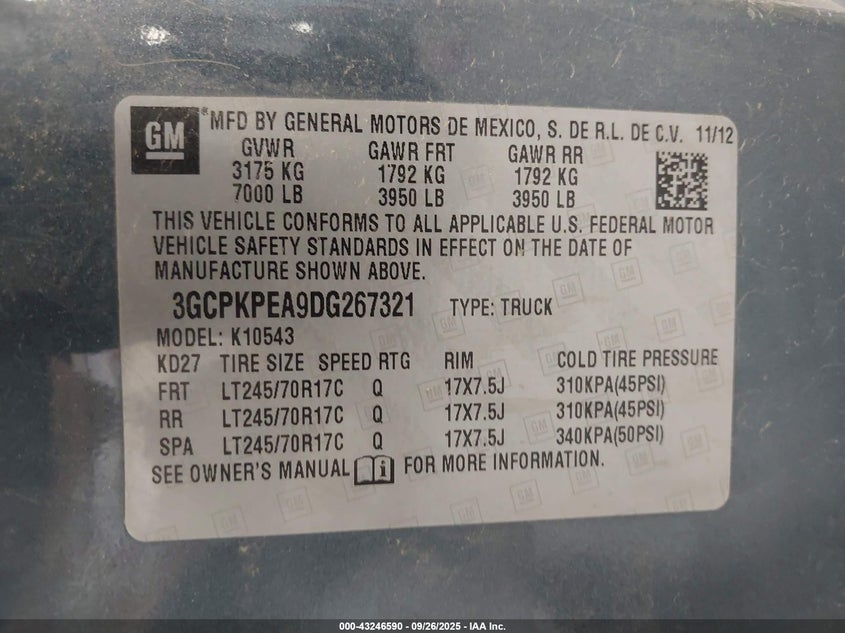 GM ® MFD BY GENERAL MOTORS DE MEXICO, S. DE R.L. DE C.V. 11/12
GVWR GAWR FRT GAWR RR
3175 KG 1792 KG 1792 KG
7000 LB 3950 LB 3950 LB
THIS VEHICLE CONFORMS TO ALL APPLICABLE U.S. FEDERAL MOTOR
VEHICLE SAFETY STANDARDS IN EFFECT ON THE DATE OF
MANUFACTURE SHOWN ABOVE.
3GCPKPEA9DG267321 TYPE: TRUCK
MODEL: K10543
KD27 TIRE SIZE SPEED RTG RIM COLD TIRE PRESSURE
FRT LT245/70R17C Q 17X7.5J 310KPA(45PSI)
RR LT245/70R17C Q 17X7.5J 310KPA(45PSI)
SPA LT245/70R17C Q 17X7.5J 340KPA(50PSI)
SEE OWNER'S MANUAL i FOR MORE INFORMATION.
000-43246590 - 09/26/2025 - IAA Inc.